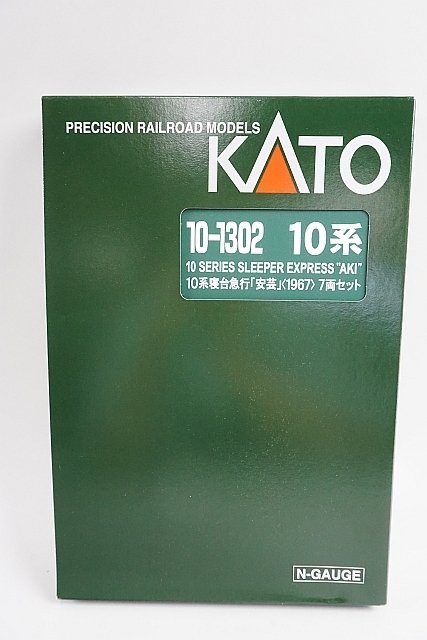 PRECISION RAILROAD MODELS
KATO
10-1302 10系
10 SERIES SLEEPER EXPRESS "AKI"
10系寝台急行「安芸」〈1967〉7両セット
N-GAUGE